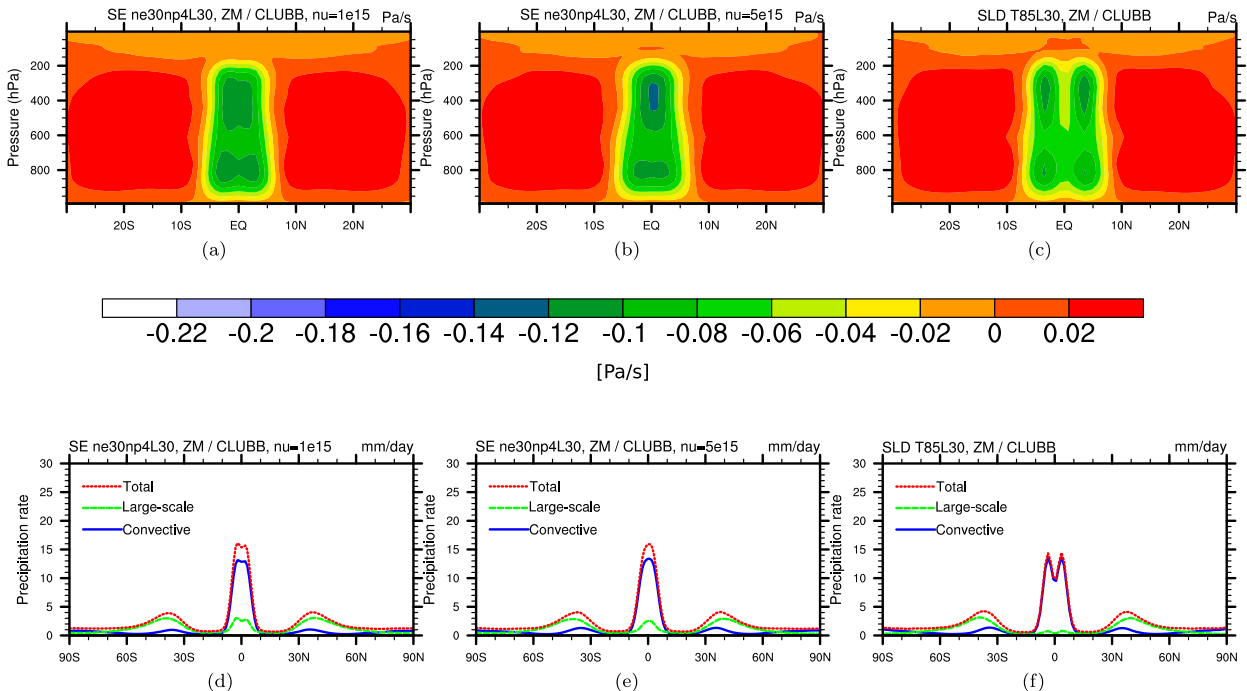 SE ne30np4L30, ZM / CLUBB, nu=1e15 Pa/s
SE ne30np4L30, ZM / CLUBB, nu=5e15 Pa/s
SLD T85L30, ZM / CLUBB Pa/s
Pressure (hPa)
200
400
600
800
20S 10S EQ 10N 20N
(a)
Pressure (hPa)
200
400
600
800
20S 10S EQ 10N 20N
(b)
Pressure (hPa)
200
400
600
800
20S 10S EQ 10N 20N
(c)
-0.22 -0.2 -0.18 -0.16 -0.14 -0.12 -0.1 -0.08 -0.06 -0.04 -0.02 0 0.02
[Pa/s]
SE ne30np4L30, ZM / CLUBB, nu=1e15 mm/day
Precipitation rate
30
25
20
15
10
5
0
Total
Large-scale
Convective
90S 60S 30S 0 30N 60N 90N
(d)
SE ne30np4L30, ZM / CLUBB, nu=5e15 mm/day
Precipitation rate
30
25
20
15
10
5
0
Total
Large-scale
Convective
90S 60S 30S 0 30N 60N 90N
(e)
SLD T85L30, ZM / CLUBB mm/day
Precipitation rate
30
25
20
15
10
5
0
Total
Large-scale
Convective
90S 60S 30S 0 30N 60N 90N
(f)